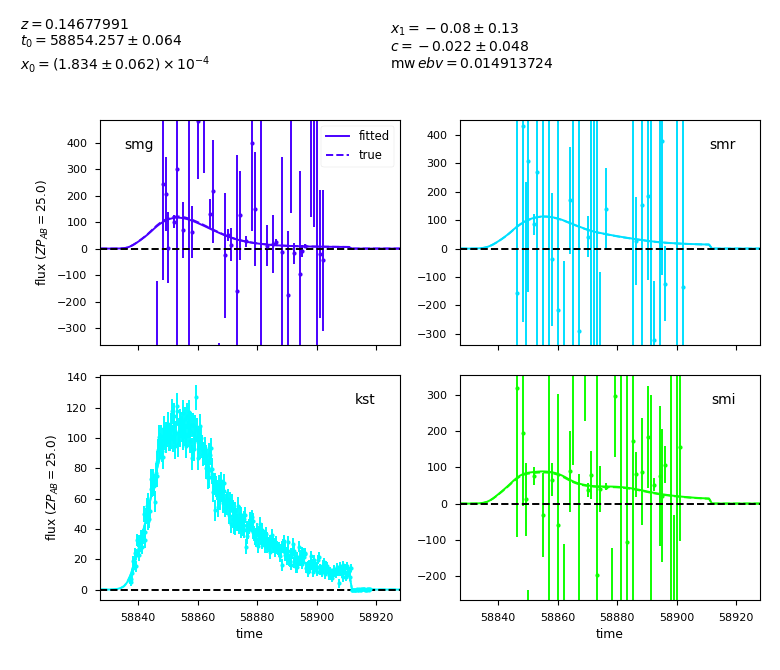 z = 0.14677991
t₀ = 58854.257 ± 0.064
x₀ = (1.834 ± 0.062) × 10⁻⁴
x₁ = −0.08 ± 0.13
c = −0.022 ± 0.048
mw ebv = 0.014913724
smg
fitted
true
flux (ZP_AB = 25.0)
400
300
200
100
0
−100
−200
−300
smr
400
300
200
100
0
−100
−200
−300
kst
flux (ZP_AB = 25.0)
140
120
100
80
60
40
20
0
58840 58860 58880 58900 58920
time
smi
300
200
100
0
−100
−200
58840 58860 58880 58900 58920
time